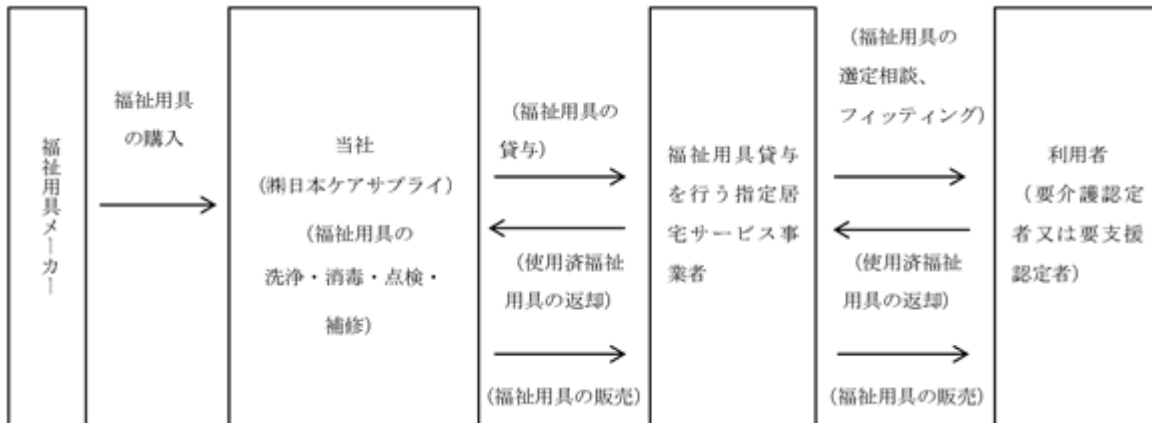 福祉用具メーカー
福祉用具
の購入
当社
(㈱日本ケアサプライ)
(福祉用具の
洗浄・消毒・点検・
補修)
(福祉用具の
貸与)
(使用済福祉
用具の返却)
(福祉用具の販売)
福祉用具貸与
を行う指定居
宅サービス事
業者
(福祉用具の
選定相談、
フィッティング)
(使用済福祉
用具の返却)
(福祉用具の販売)
利用者
(要介護認定
者又は要支援
認定者)